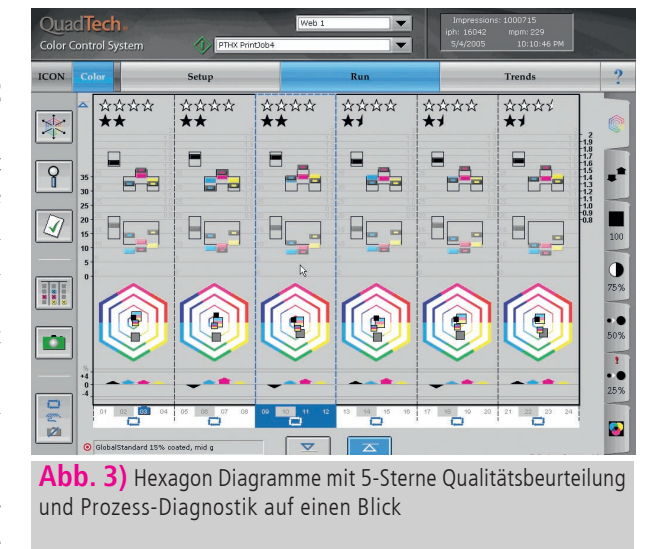 QuadTech
Color Control System
Web 1
PTHX PrintJob4
Impressions: 1000715
iph: 16042 mpm: 229
5/4/2005 10:10:46 PM
ICON Color Setup Run Trends ?
2
1.9
1.8
1.7
1.6
1.5
1.4
1.3
1.2
1.1
1.0
0.9
0.8
35
30
25
20
15
10
5
0
100
75%
50%
!
25%
%
+4
0
-4
01 02 03 04 05 06 07 08 09 10 11 12 13 14 15 16 17 18 19 20 21 22 23 24
GlobalStandard 15% coated, mid g
Abb. 3) Hexagon Diagramme mit 5-Sterne Qualitätsbeurteilung
und Prozess-Diagnostik auf einen Blick